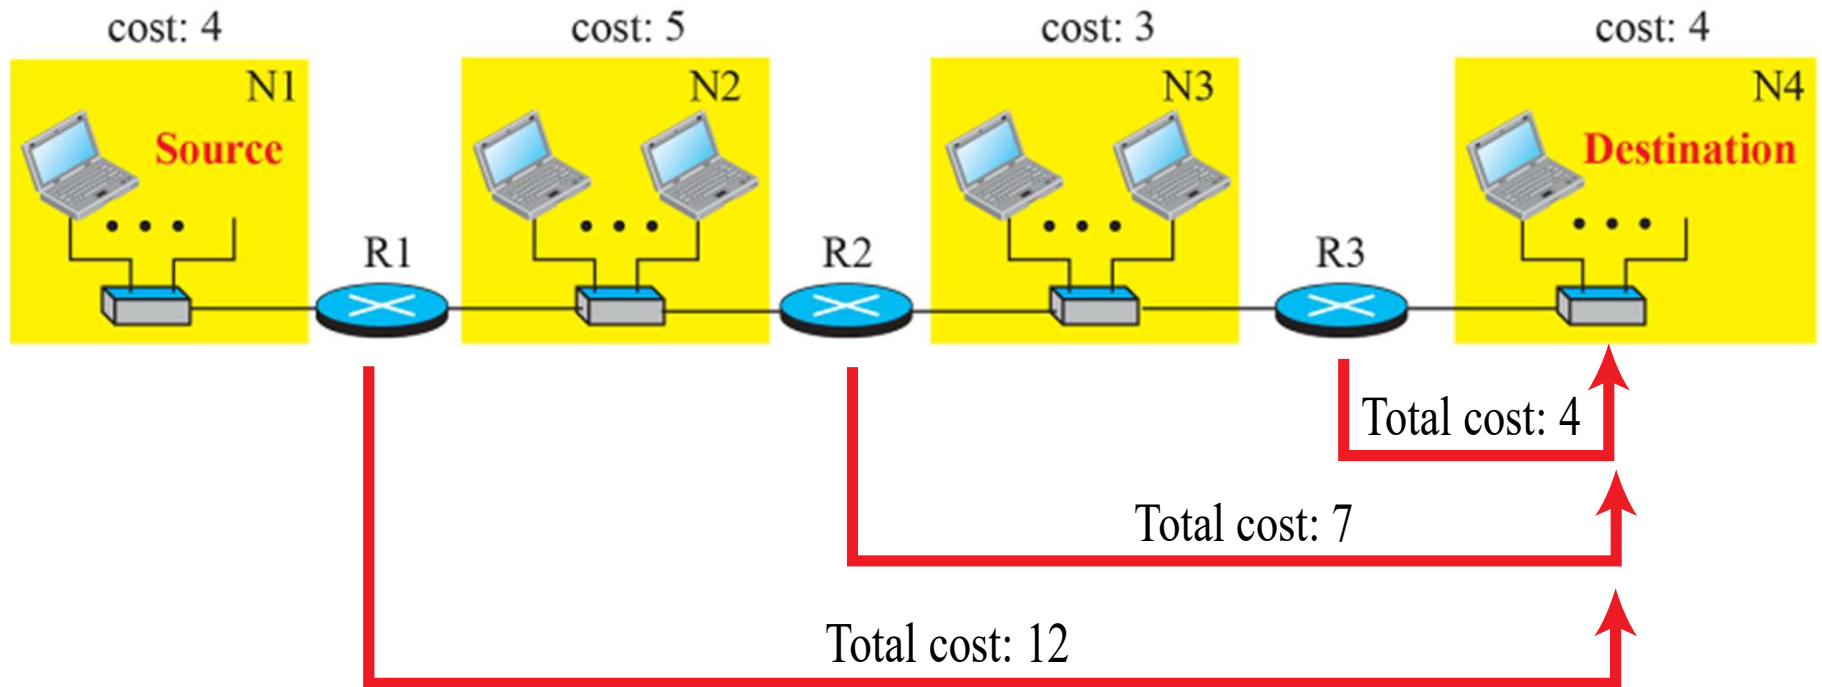 cost: 4
cost: 5
cost: 3
cost: 4
N1
N2
N3
N4
Source
Destination
R1
R2
R3
Total cost: 4
Total cost: 7
Total cost: 12